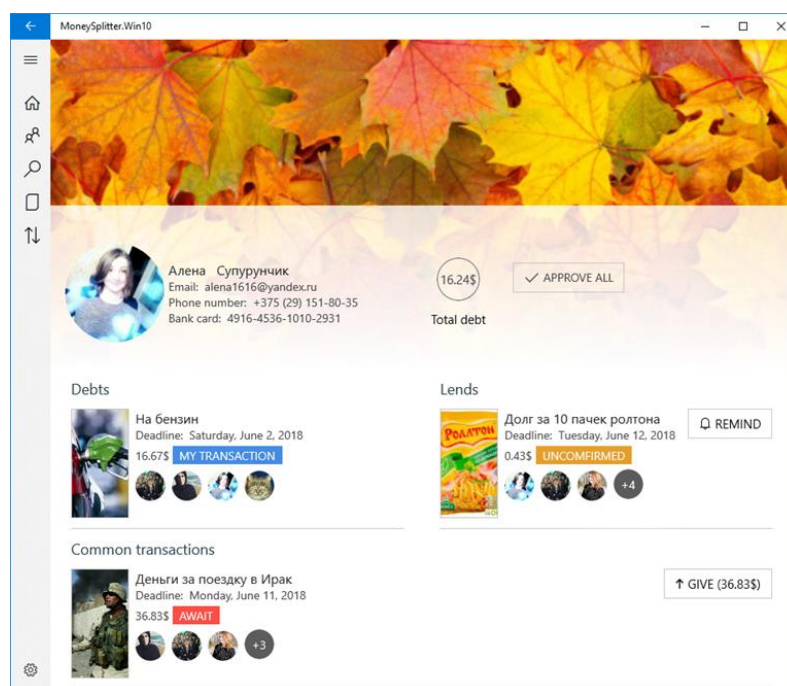 MoneySplitter.Win10
Алена Супурунчик
Email: alena1616@yandex.ru
Phone number: +375 (29) 151-80-35
Bank card: 4916-4536-1010-2931
16.24$
Total debt
APPROVE ALL
Debts
На бензин
Deadline: Saturday, June 2, 2018
16.67$ MY TRANSACTION
Lends
РОЛЛТОН
Долг за 10 пачек ролтона
Deadline: Tuesday, June 12, 2018
0.43$ UNCOMFIRMED
+4
REMIND
Common transactions
Деньги за поездку в Ирак
Deadline: Monday, June 11, 2018
36.83$ AWAIT
+3
GIVE (36.83$)